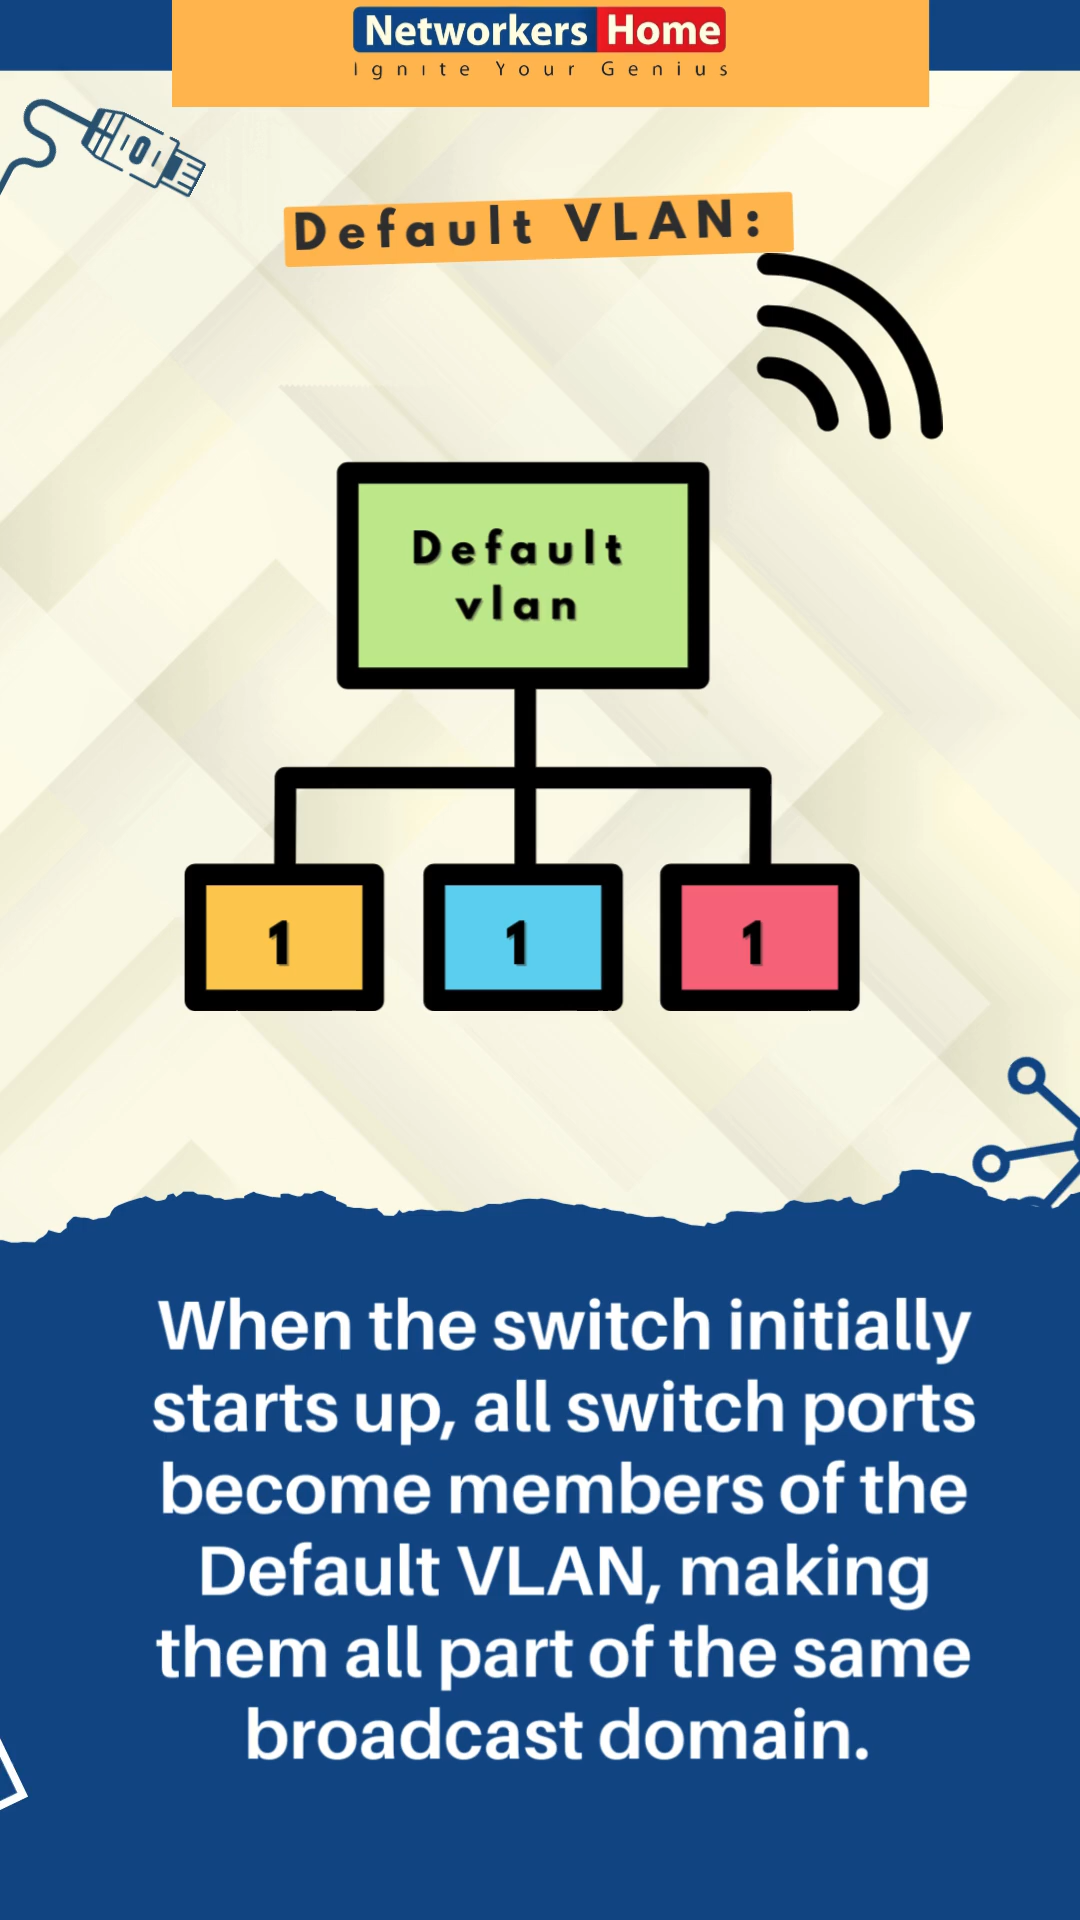 Networkers Home
Ignite Your Genius
Default VLAN:
Default
vlan
1 1 1
When the switch initially
starts up, all switch ports
become members of the
Default VLAN, making
them all part of the same
broadcast domain.